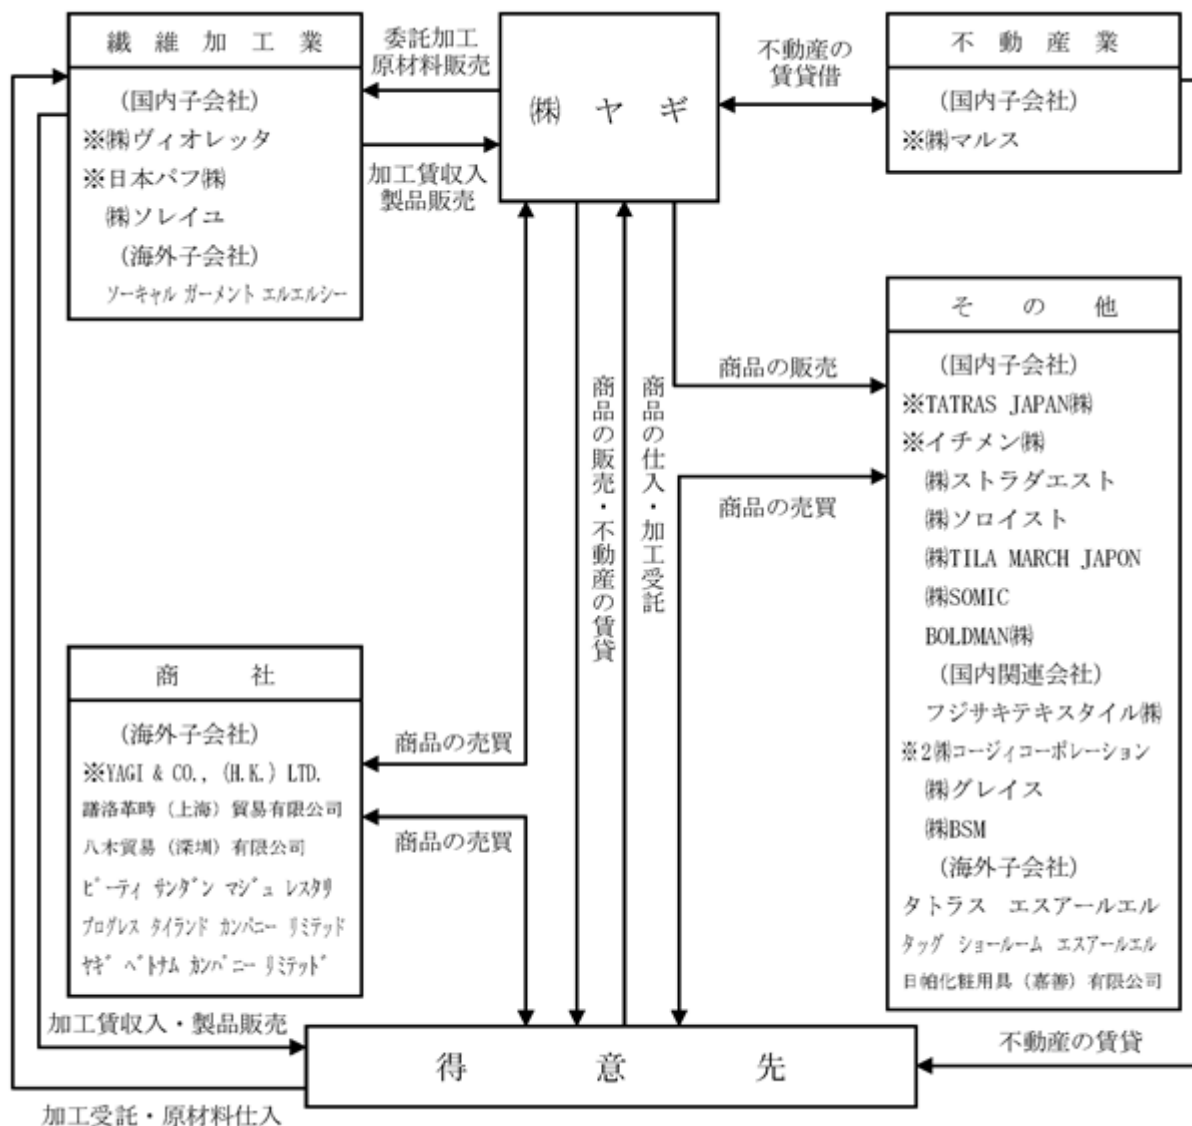 繊維加工業
(国内子会社)
※㈱ヴィオレッタ
※日本パフ㈱
㈱ソレイユ
(海外子会社)
ソーキャル ガーメント エルエルシー
委託加工
原材料販売
加工賃収入
製品販売
㈱ヤギ
不動産の
賃貸借
不動産業
(国内子会社)
※㈱マルス
その他
(国内子会社)
※TATRAS JAPAN㈱
※イチメン㈱
㈱ストラダエスト
㈱ソロイスト
㈱TILA MARCH JAPON
㈱SOMIC
BOLDMAN㈱
(国内関連会社)
フジサキテキスタイル㈱
※2㈱コージィコーポレーション
㈱グレイス
㈱BSM
(海外子会社)
タトラス エスアールエル
タッグ ショールーム エスアールエル
日帕化粧用具(嘉善)有限公司
商品の販売
商品の売買
商品の販売・不動産の賃貸
商品の仕入・加工受託
商社
(海外子会社)
※YAGI & CO., (H.K.) LTD.
譜洛革時(上海)貿易有限公司
八木貿易(深圳)有限公司
ピーティ サンダン マジュ レスタリ
プログレス タイランド カンパニー リミテッド
ヤギ ベトナム カンパニー リミテッド
商品の売買
商品の売買
加工賃収入・製品販売
得意先
不動産の賃貸
加工受託・原材料仕入